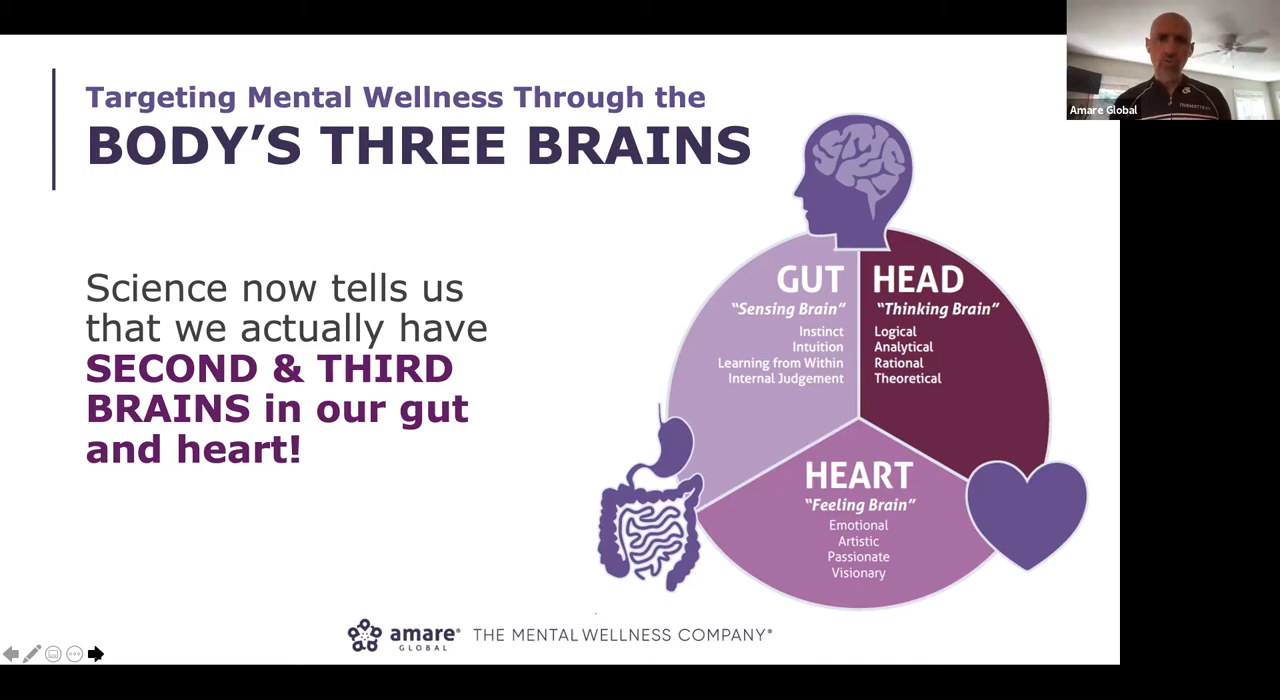 Targeting Mental Wellness Through the
BODY'S THREE BRAINS
Science now tells us
that we actually have
SECOND & THIRD
BRAINS in our gut
and heart!
GUT
"Sensing Brain"
Instinct
Intuition
Learning from Within
Internal Judgement
HEAD
"Thinking Brain"
Logical
Analytical
Rational
Theoretical
HEART
"Feeling Brain"
Emotional
Artistic
Passionate
Visionary
amare® THE MENTAL WELLNESS COMPANY®
GLOBAL
Amare Global